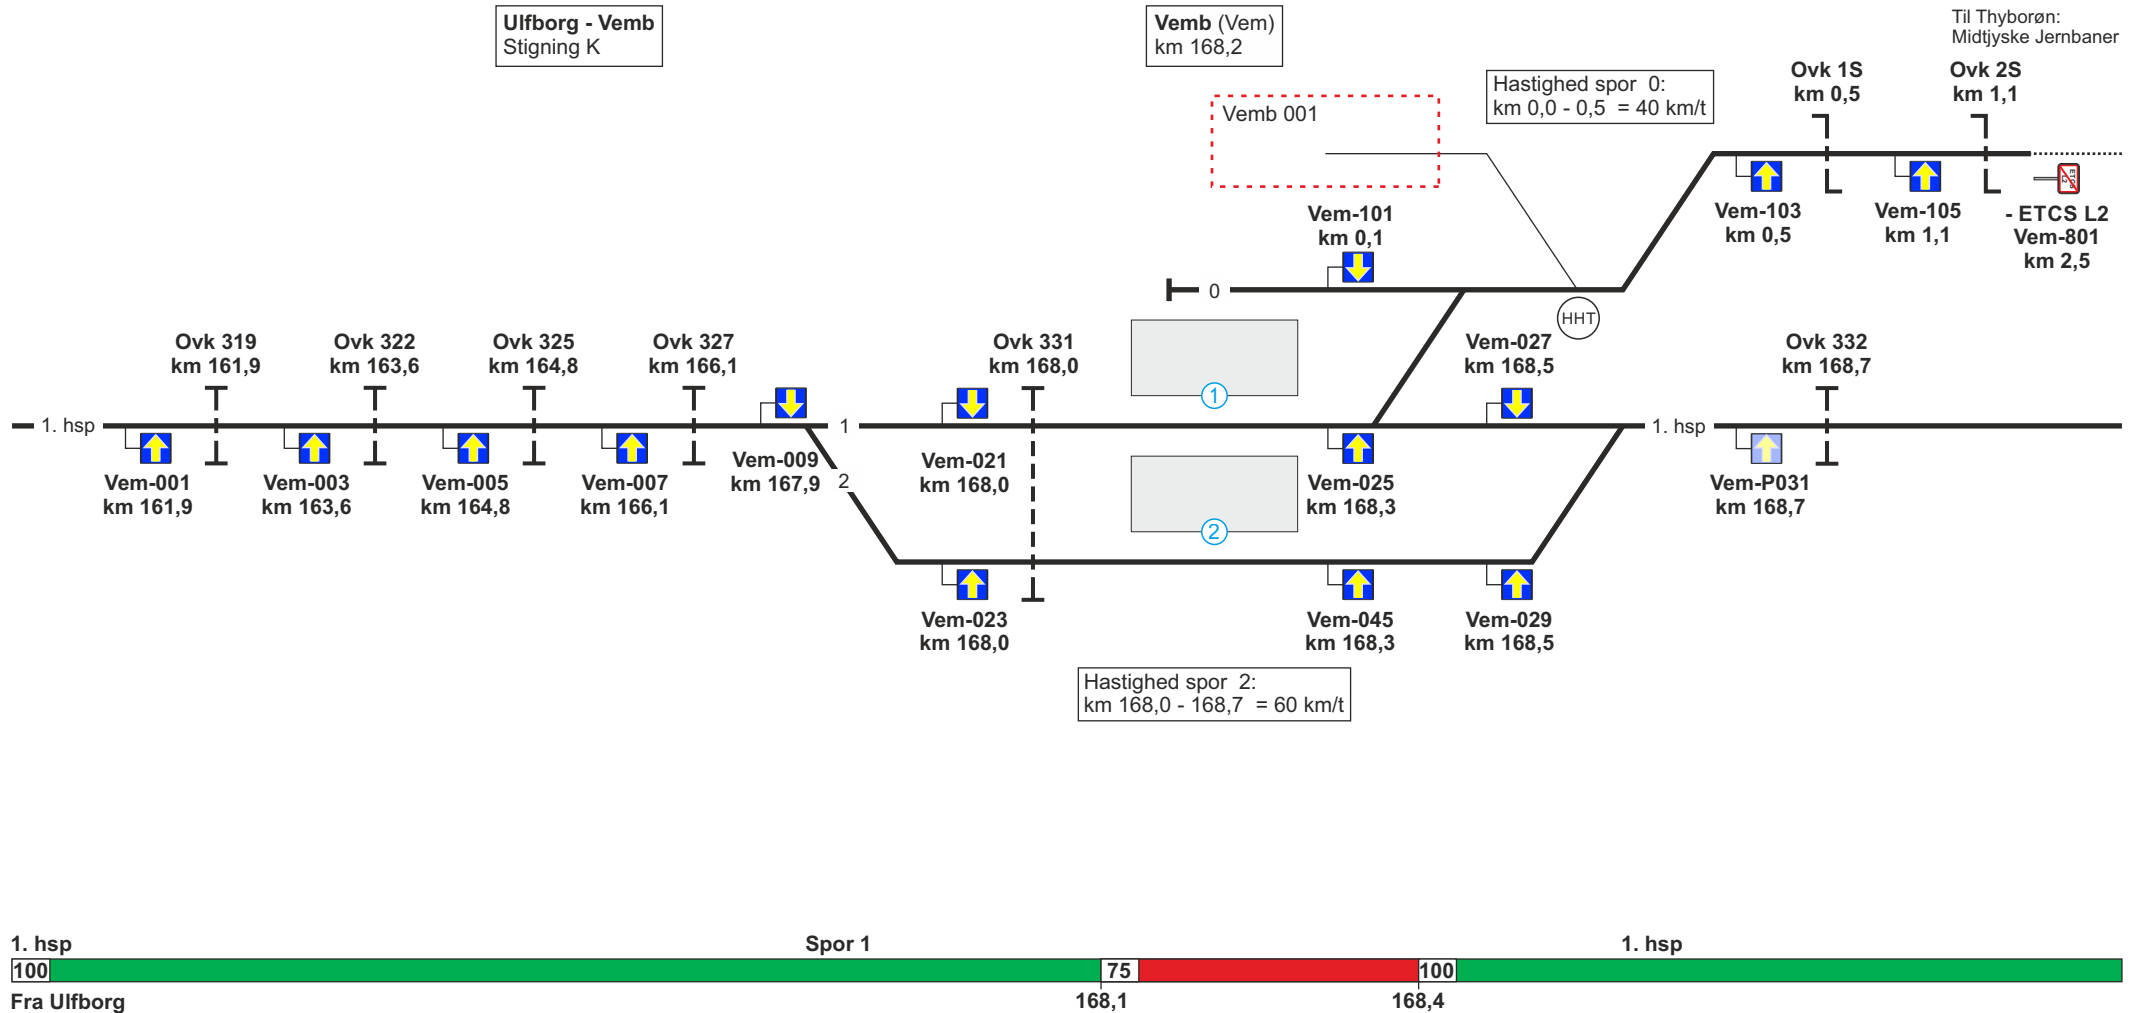 Ulfborg - Vemb
Stigning K
Vemb (Vem)
km 168,2
Til Thyborøn:
Midtjyske Jernbaner
Hastighed spor 0:
km 0,0 - 0,5 = 40 km/t
Ovk 1S
km 0,5
Ovk 2S
km 1,1
Vemb 001
Vem-101
km 0,1
Vem-103
km 0,5
Vem-105
km 1,1
ETCS
L2
- ETCS L2
Vem-801
km 2,5
0
HHT
Ovk 319
km 161,9
Ovk 322
km 163,6
Ovk 325
km 164,8
Ovk 327
km 166,1
Ovk 331
km 168,0
Vem-027
km 168,5
Ovk 332
km 168,7
1
1. hsp
1
1. hsp
Vem-001
km 161,9
Vem-003
km 163,6
Vem-005
km 164,8
Vem-007
km 166,1
Vem-009
km 167,9
2
Vem-021
km 168,0
Vem-025
km 168,3
Vem-P031
km 168,7
2
Vem-023
km 168,0
Vem-045
km 168,3
Vem-029
km 168,5
Hastighed spor 2:
km 168,0 - 168,7 = 60 km/t
1. hsp
Spor 1
1. hsp
100
75
100
Fra Ulfborg
168,1
168,4